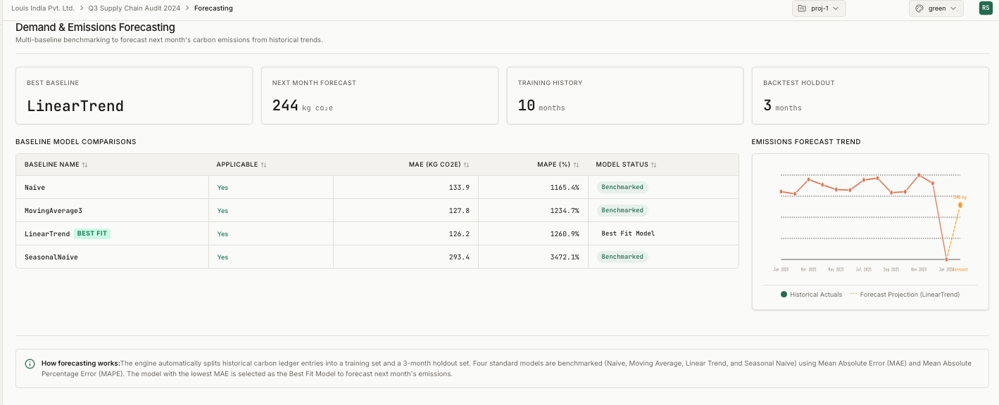 Louis India Pvt. Ltd. > Q3 Supply Chain Audit 2024 > Forecasting
proj-1
green
RS
Demand & Emissions Forecasting
Multi-baseline benchmarking to forecast next month's carbon emissions from historical trends.
BEST BASELINE
LinearTrend
NEXT MONTH FORECAST
244 kg co₂e
TRAINING HISTORY
10 months
BACKTEST HOLDOUT
3 months
BASELINE MODEL COMPARISONS
BASELINE NAME APPLICABLE MAE (KG CO2E) MAPE (%) MODEL STATUS
Naive Yes 133.9 1165.4% Benchmarked
MovingAverage3 Yes 127.8 1234.7% Benchmarked
LinearTrend BEST FIT Yes 126.2 1260.9% Best Fit Model
SeasonalNaive Yes 293.4 3472.1% Benchmarked
EMISSIONS FORECAST TREND
244 kg
Jan 2025 Mar 2025 May 2025 Jul 2025 Sep 2025 Nov 2025 Jan 2026 Forecast
Historical Actuals Forecast Projection (LinearTrend)
How forecasting works:The engine automatically splits historical carbon ledger entries into a training set and a 3-month holdout set. Four standard models are benchmarked (Naive, Moving Average, Linear Trend, and Seasonal Naive) using Mean Absolute Error (MAE) and Mean Absolute
Percentage Error (MAPE). The model with the lowest MAE is selected as the Best Fit Model to forecast next month's emissions.